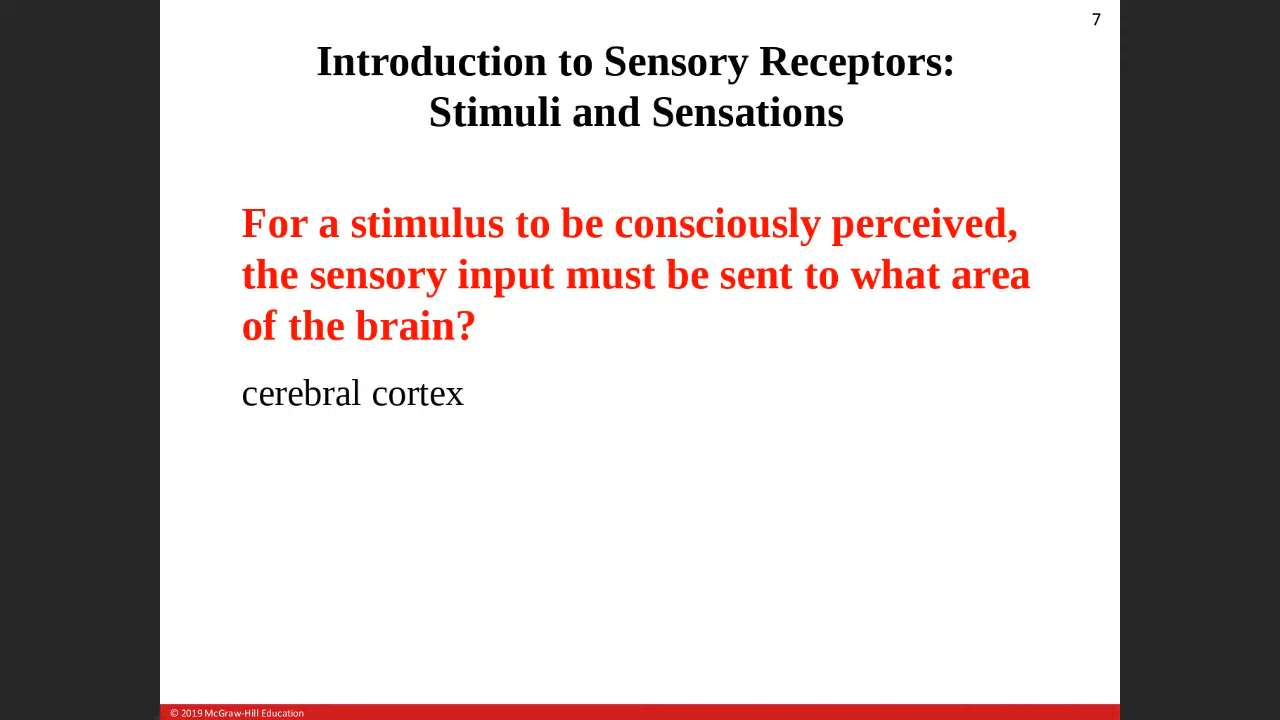 7
Introduction to Sensory Receptors:
Stimuli and Sensations
For a stimulus to be consciously perceived,
the sensory input must be sent to what area
of the brain?
cerebral cortex
© 2019 McGraw-Hill Education